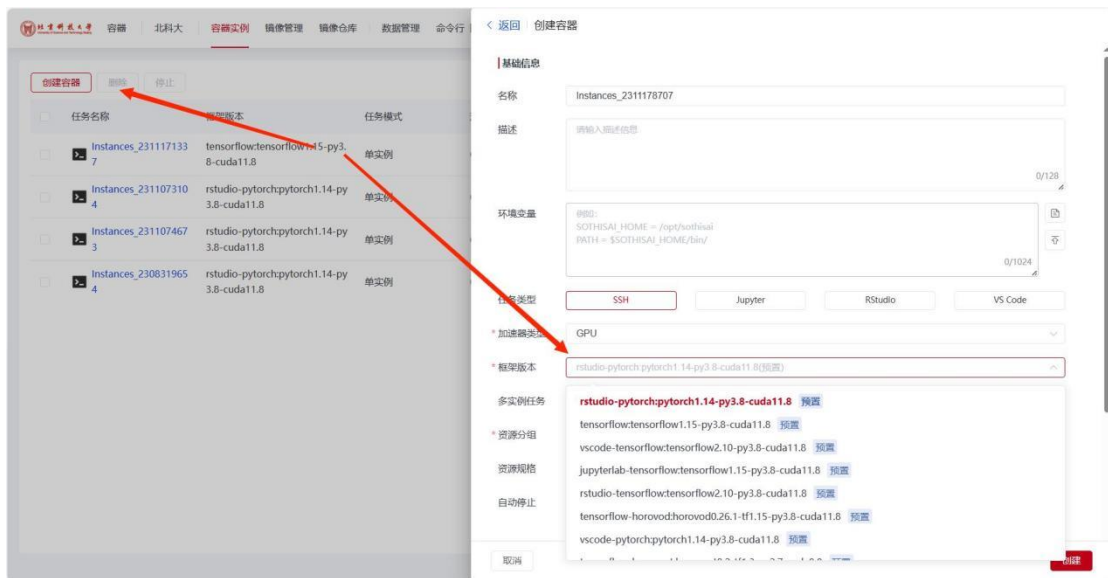 北京科技大学
容器 北科大 容器实例 镜像管理 镜像仓库 数据管理 命令行
创建容器 删除 停止
任务名称 框架版本 任务模式
Instances_231117133
7
tensorflow:tensorflow1.15-py3.
8-cuda11.8
单实例
Instances_231107310
4
rstudio-pytorch:pytorch1.14-py
3.8-cuda11.8
单实例
Instances_231107467
3
rstudio-pytorch:pytorch1.14-py
3.8-cuda11.8
单实例
Instances_230831965
4
rstudio-pytorch:pytorch1.14-py
3.8-cuda11.8
单实例
< 返回 创建容器
基础信息
名称 Instances_2311178707
描述 请输入描述信息
0/128
环境变量 例如:
SOTHISAI_HOME = /opt/sothisai
PATH = $SOTHISAI_HOME/bin/
0/1024
任务类型 SSH Jupyter RStudio VS Code
* 加速器类型 GPU
* 框架版本 rstudio-pytorch:pytorch1.14-py3.8-cuda11.8(预置)
多实例任务
* 资源分组
资源规格
自动停止
rstudio-pytorch:pytorch1.14-py3.8-cuda11.8 预置
tensorflow:tensorflow1.15-py3.8-cuda11.8 预置
vscode-tensorflow:tensorflow2.10-py3.8-cuda11.8 预置
jupyterlab-tensorflow:tensorflow1.15-py3.8-cuda11.8 预置
rstudio-tensorflow:tensorflow2.10-py3.8-cuda11.8 预置
tensorflow-horovod:horovod0.26.1-tf1.15-py3.8-cuda11.8 预置
vscode-pytorch:pytorch1.14-py3.8-cuda11.8 预置
取消 创建